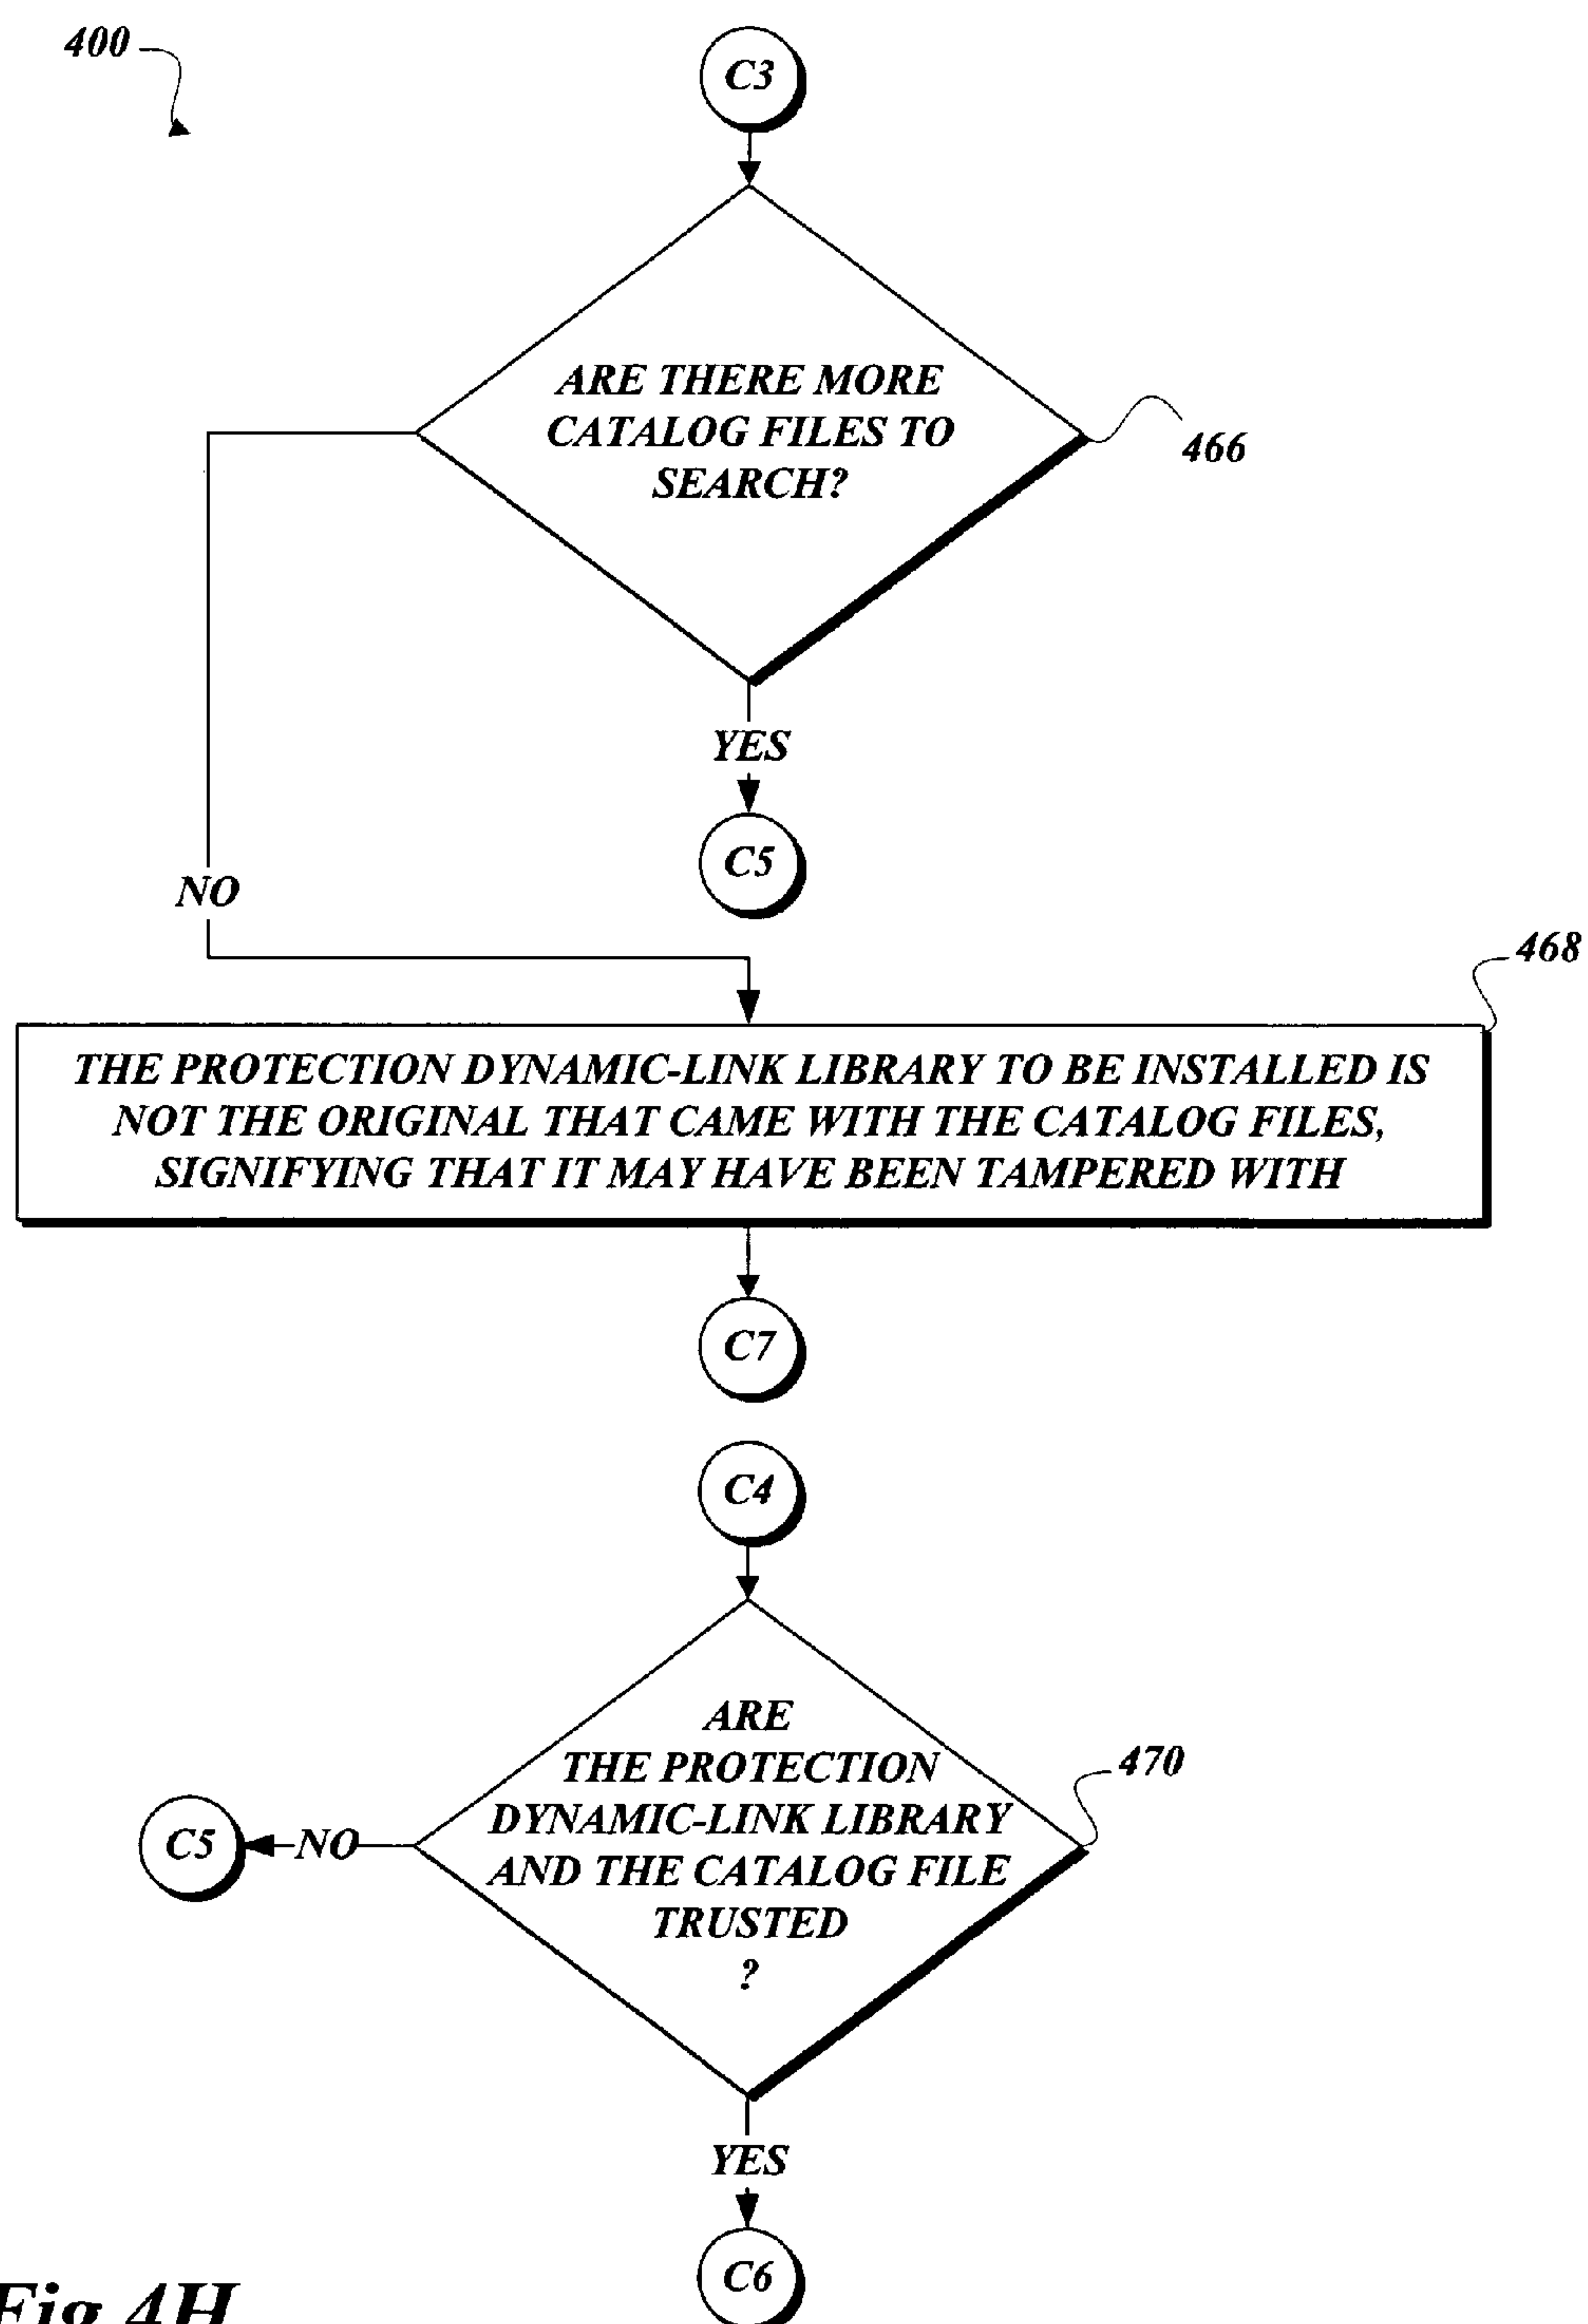 400
C3
ARE THERE MORE
CATALOG FILES TO
SEARCH?
466
YES
C5
NO
468
THE PROTECTION DYNAMIC-LINK LIBRARY TO BE INSTALLED IS
NOT THE ORIGINAL THAT CAME WITH THE CATALOG FILES,
SIGNIFYING THAT IT MAY HAVE BEEN TAMPERED WITH
C7
C4
ARE
THE PROTECTION
DYNAMIC-LINK LIBRARY
AND THE CATALOG FILE
TRUSTED
?
470
C5
NO
YES
C6
Fig.4H